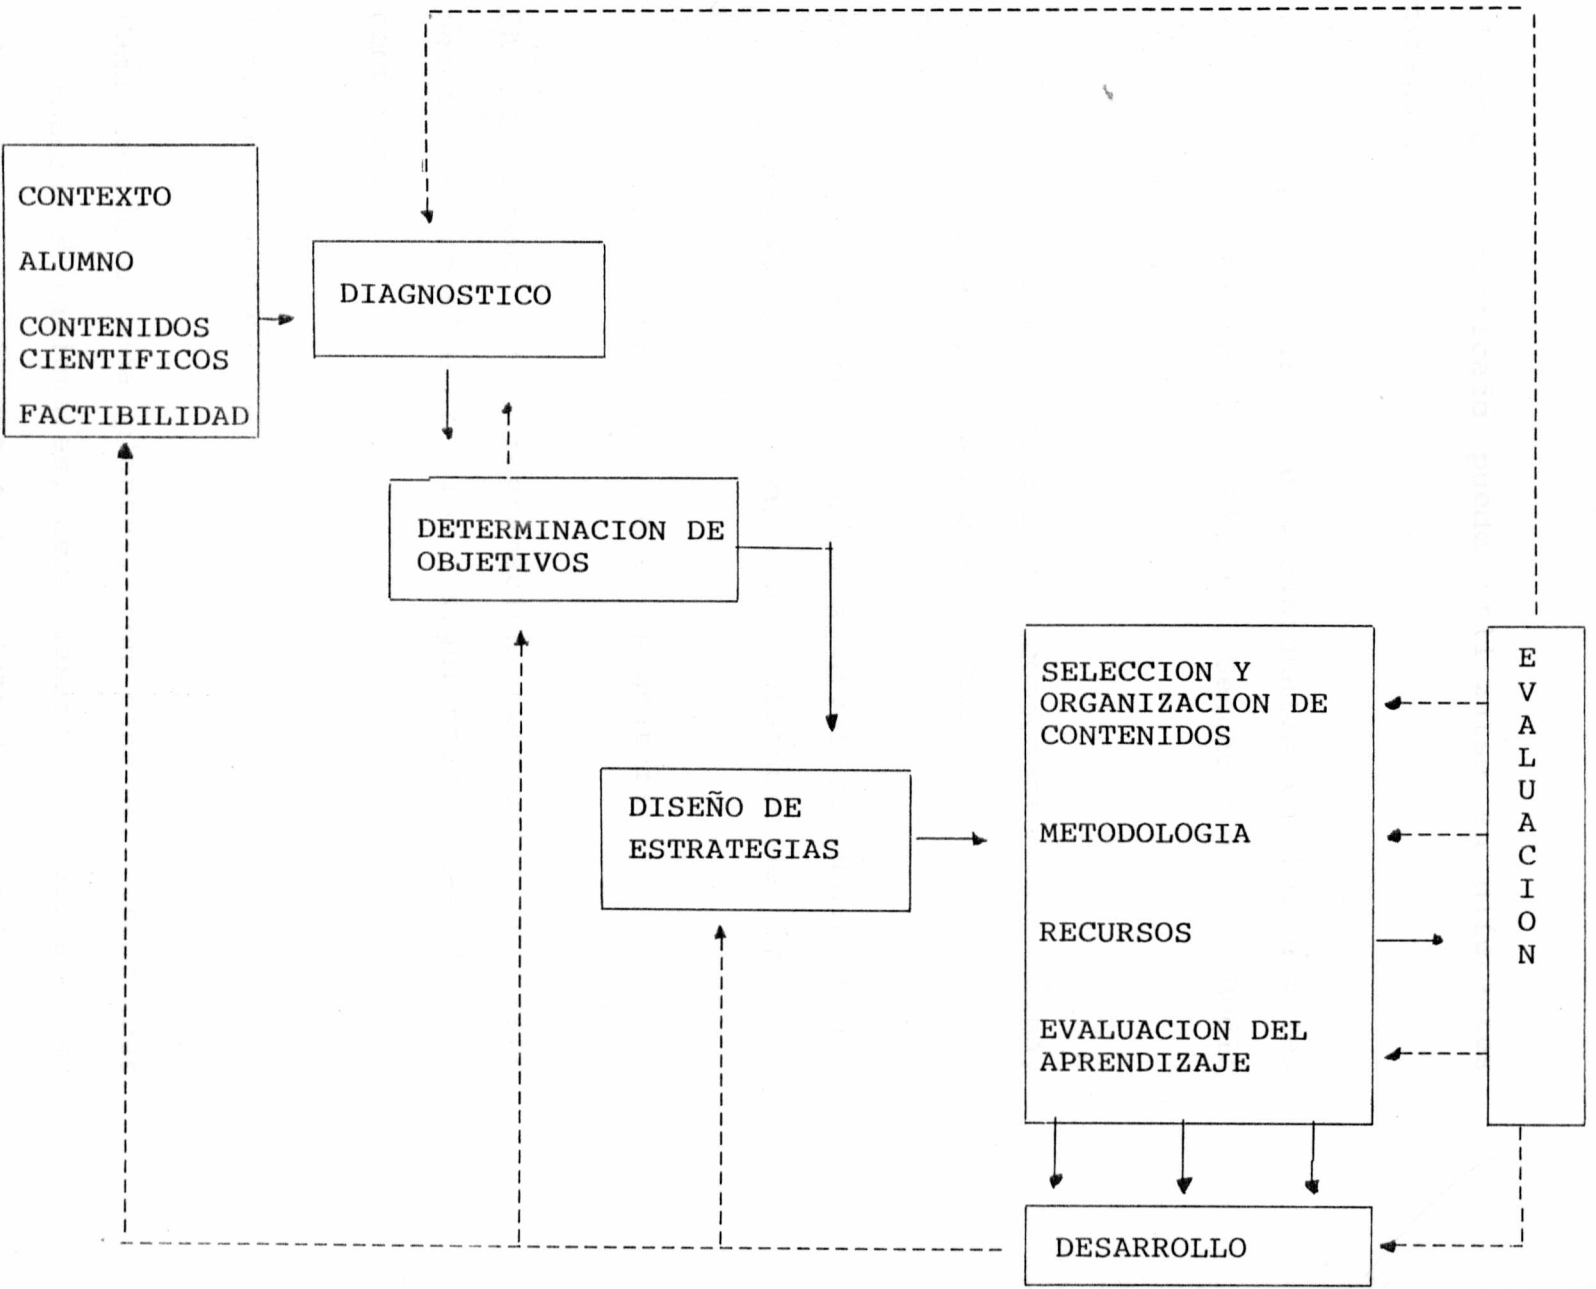 CONTEXTO
ALUMNO
CONTENIDOS
CIENTIFICOS
FACTIBILIDAD
DIAGNOSTICO
DETERMINACION DE
OBJETIVOS
DISEÑO DE
ESTRATEGIAS
SELECCION Y
ORGANIZACION DE
CONTENIDOS
METODOLOGIA
RECURSOS
EVALUACION DEL
APRENDIZAJE
E
V
A
L
U
A
C
I
O
N
DESARROLLO